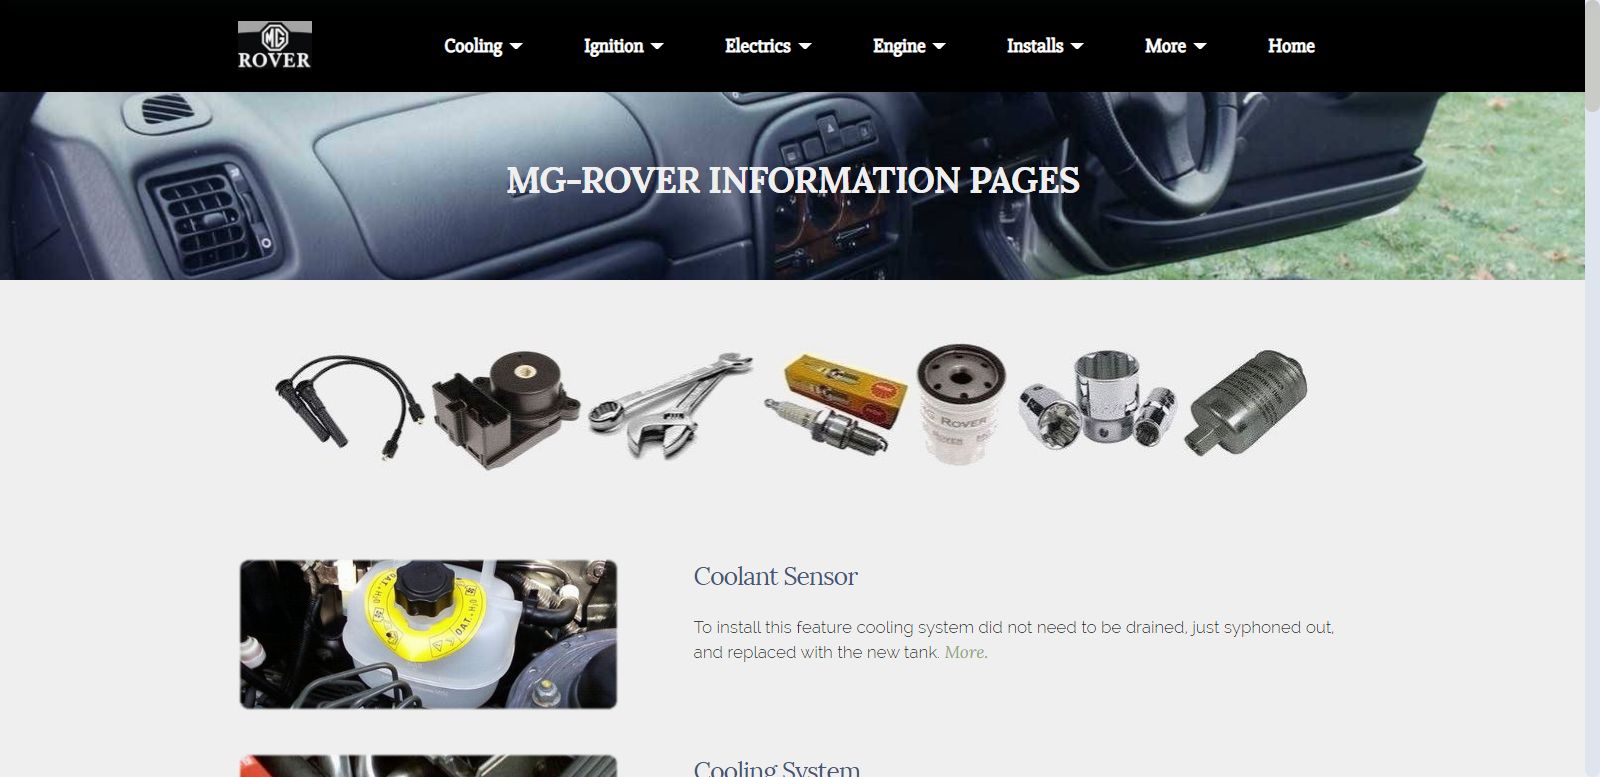 MG
ROVER
Cooling
Ignition
Electrics
Engine
Installs
More
Home
MG-ROVER INFORMATION PAGES
ROVER
Coolant Sensor
To install this feature cooling system did not need to be drained, just syphoned out,
and replaced with the new tank. More.
Cooling System